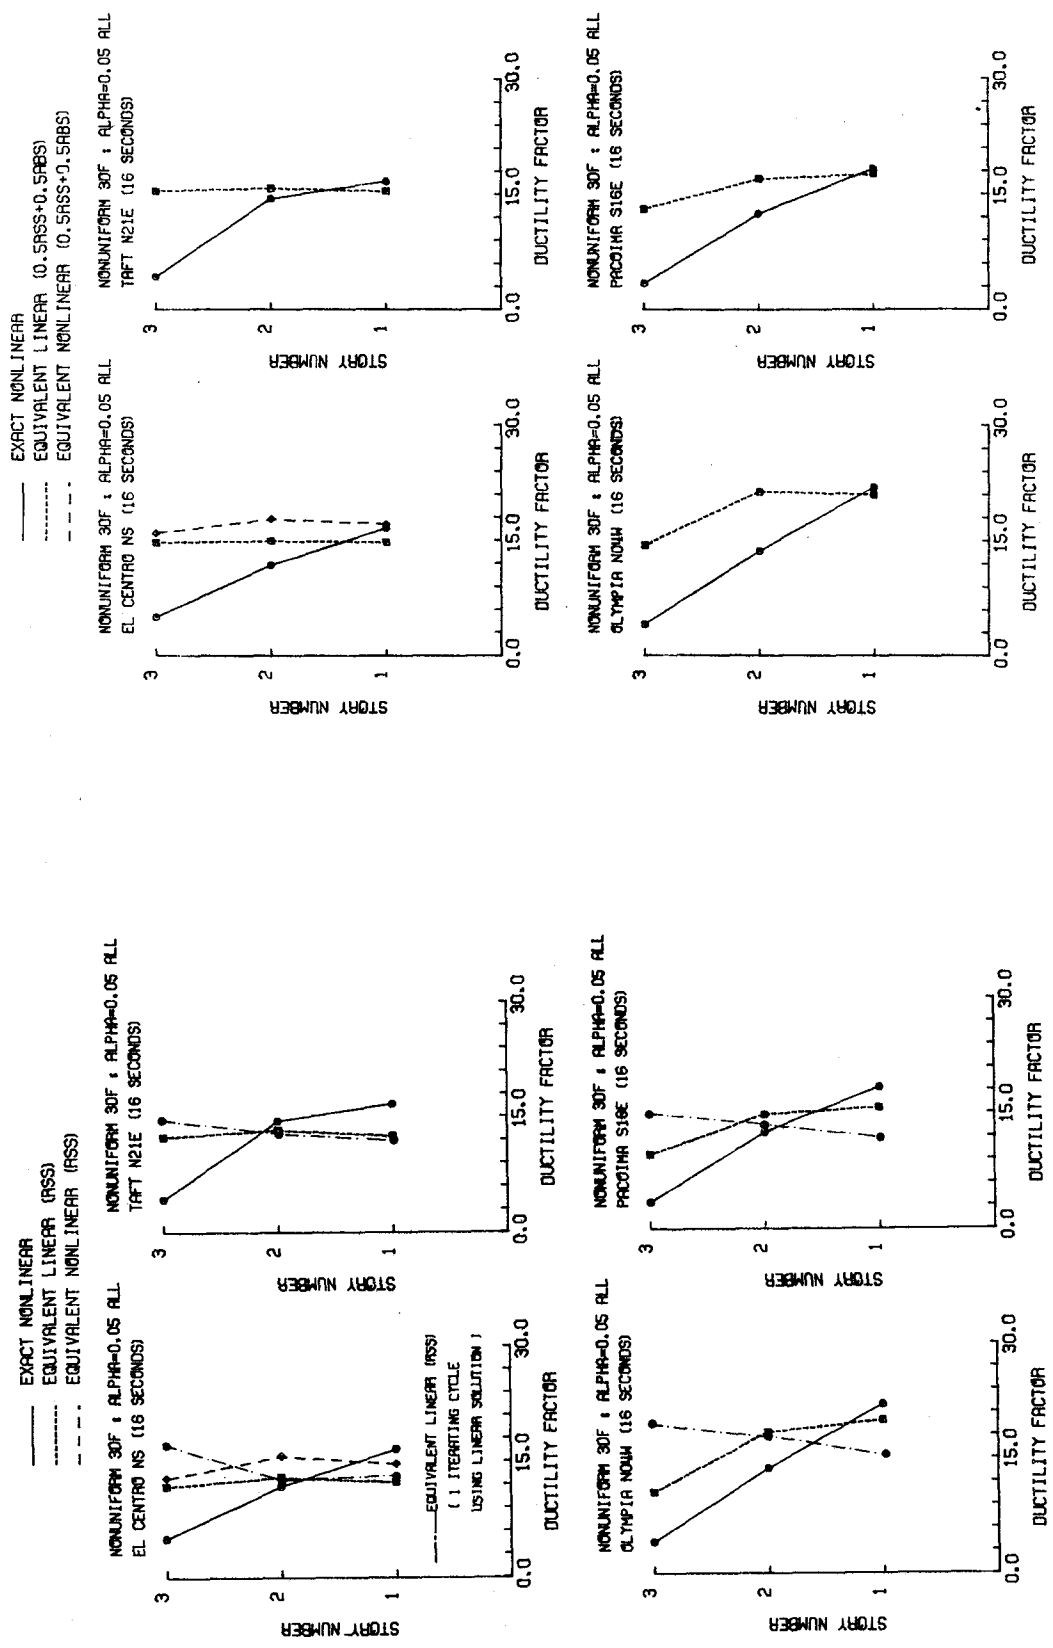 EXACT NONLINEAR
EQUIVALENT LINEAR (RSS)
EQUIVALENT NONLINEAR (RSS)
NONUNIFORM 3DF : ALPHA=0.05 ALL
EL CENTRO NS (16 SECONDS)
3
2
1
STORY NUMBER
0.0
15.0
30.0
DUCTILITY FACTOR
EQUIVALENT LINEAR (RSS)
( 1 ITERATING CYCLE
USING LINEAR SOLUTION )
NONUNIFORM 3DF : ALPHA=0.05 ALL
TAFT N21E (16 SECONDS)
3
2
1
STORY NUMBER
0.0
15.0
30.0
DUCTILITY FACTOR
NONUNIFORM 3DF : ALPHA=0.05 ALL
OLYMPIA N04W (16 SECONDS)
3
2
1
STORY NUMBER
0.0
15.0
30.0
DUCTILITY FACTOR
NONUNIFORM 3DF : ALPHA=0.05 ALL
PACOIMA S16E (16 SECONDS)
3
2
1
STORY NUMBER
0.0
15.0
30.0
DUCTILITY FACTOR
EXACT NONLINEAR
EQUIVALENT LINEAR (0.5RSS+0.5ABS)
EQUIVALENT NONLINEAR (0.5RSS+0.5ABS)
NONUNIFORM 3DF : ALPHA=0.05 ALL
EL CENTRO NS (16 SECONDS)
3
2
1
STORY NUMBER
0.0
15.0
30.0
DUCTILITY FACTOR
NONUNIFORM 3DF : ALPHA=0.05 ALL
TAFT N21E (16 SECONDS)
3
2
1
STORY NUMBER
0.0
15.0
30.0
DUCTILITY FACTOR
NONUNIFORM 3DF : ALPHA=0.05 ALL
OLYMPIA N04W (16 SECONDS)
3
2
1
STORY NUMBER
0.0
15.0
30.0
DUCTILITY FACTOR
NONUNIFORM 3DF : ALPHA=0.05 ALL
PACOIMA S16E (16 SECONDS)
3
2
1
STORY NUMBER
0.0
15.0
30.0
DUCTILITY FACTOR